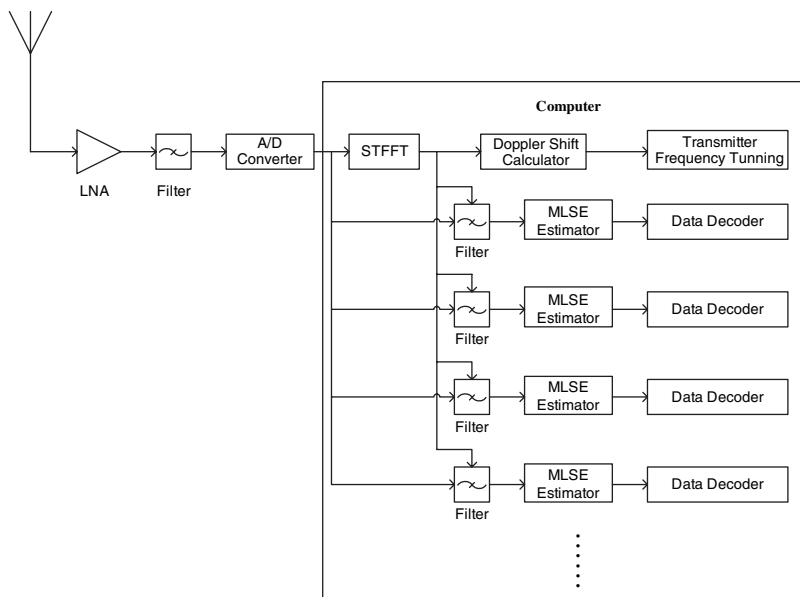 Computer
LNA
Filter
A/D
Converter
STFFT
Doppler Shift
Calculator
Transmitter
Frequency Tunning
Filter
MLSE
Estimator
Data Decoder
Filter
MLSE
Estimator
Data Decoder
Filter
MLSE
Estimator
Data Decoder
Filter
MLSE
Estimator
Data Decoder